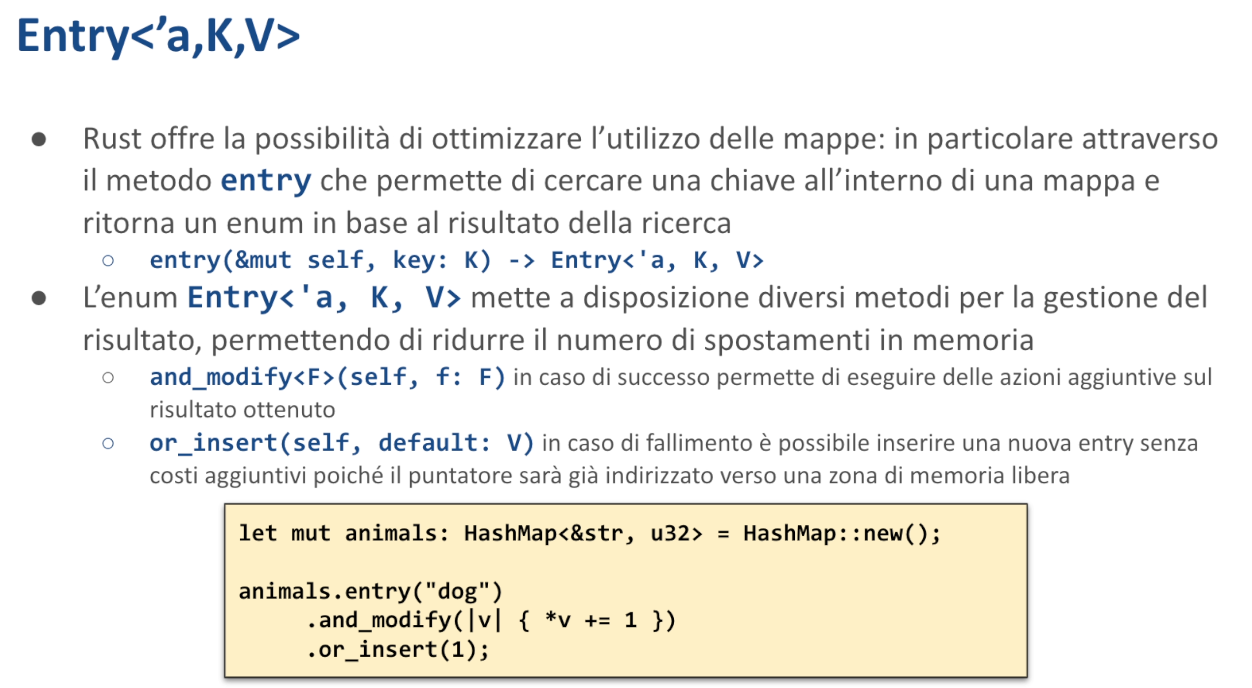 Entry<’a,K,V>
● Rust offre la possibilità di ottimizzare l’utilizzo delle mappe: in particolare attraverso
il metodo entry che permette di cercare una chiave all’interno di una mappa e
ritorna un enum in base al risultato della ricerca
○ entry(&mut self, key: K) -> Entry<'a, K, V>
● L’enum Entry<'a, K, V> mette a disposizione diversi metodi per la gestione del
risultato, permettendo di ridurre il numero di spostamenti in memoria
○ and_modify<F>(self, f: F) in caso di successo permette di eseguire delle azioni aggiuntive sul
risultato ottenuto
○ or_insert(self, default: V) in caso di fallimento è possibile inserire una nuova entry senza
costi aggiuntivi poiché il puntatore sarà già indirizzato verso una zona di memoria libera
let mut animals: HashMap<&str, u32> = HashMap::new();
animals.entry("dog")
.and_modify(|v| { *v += 1 })
.or_insert(1);